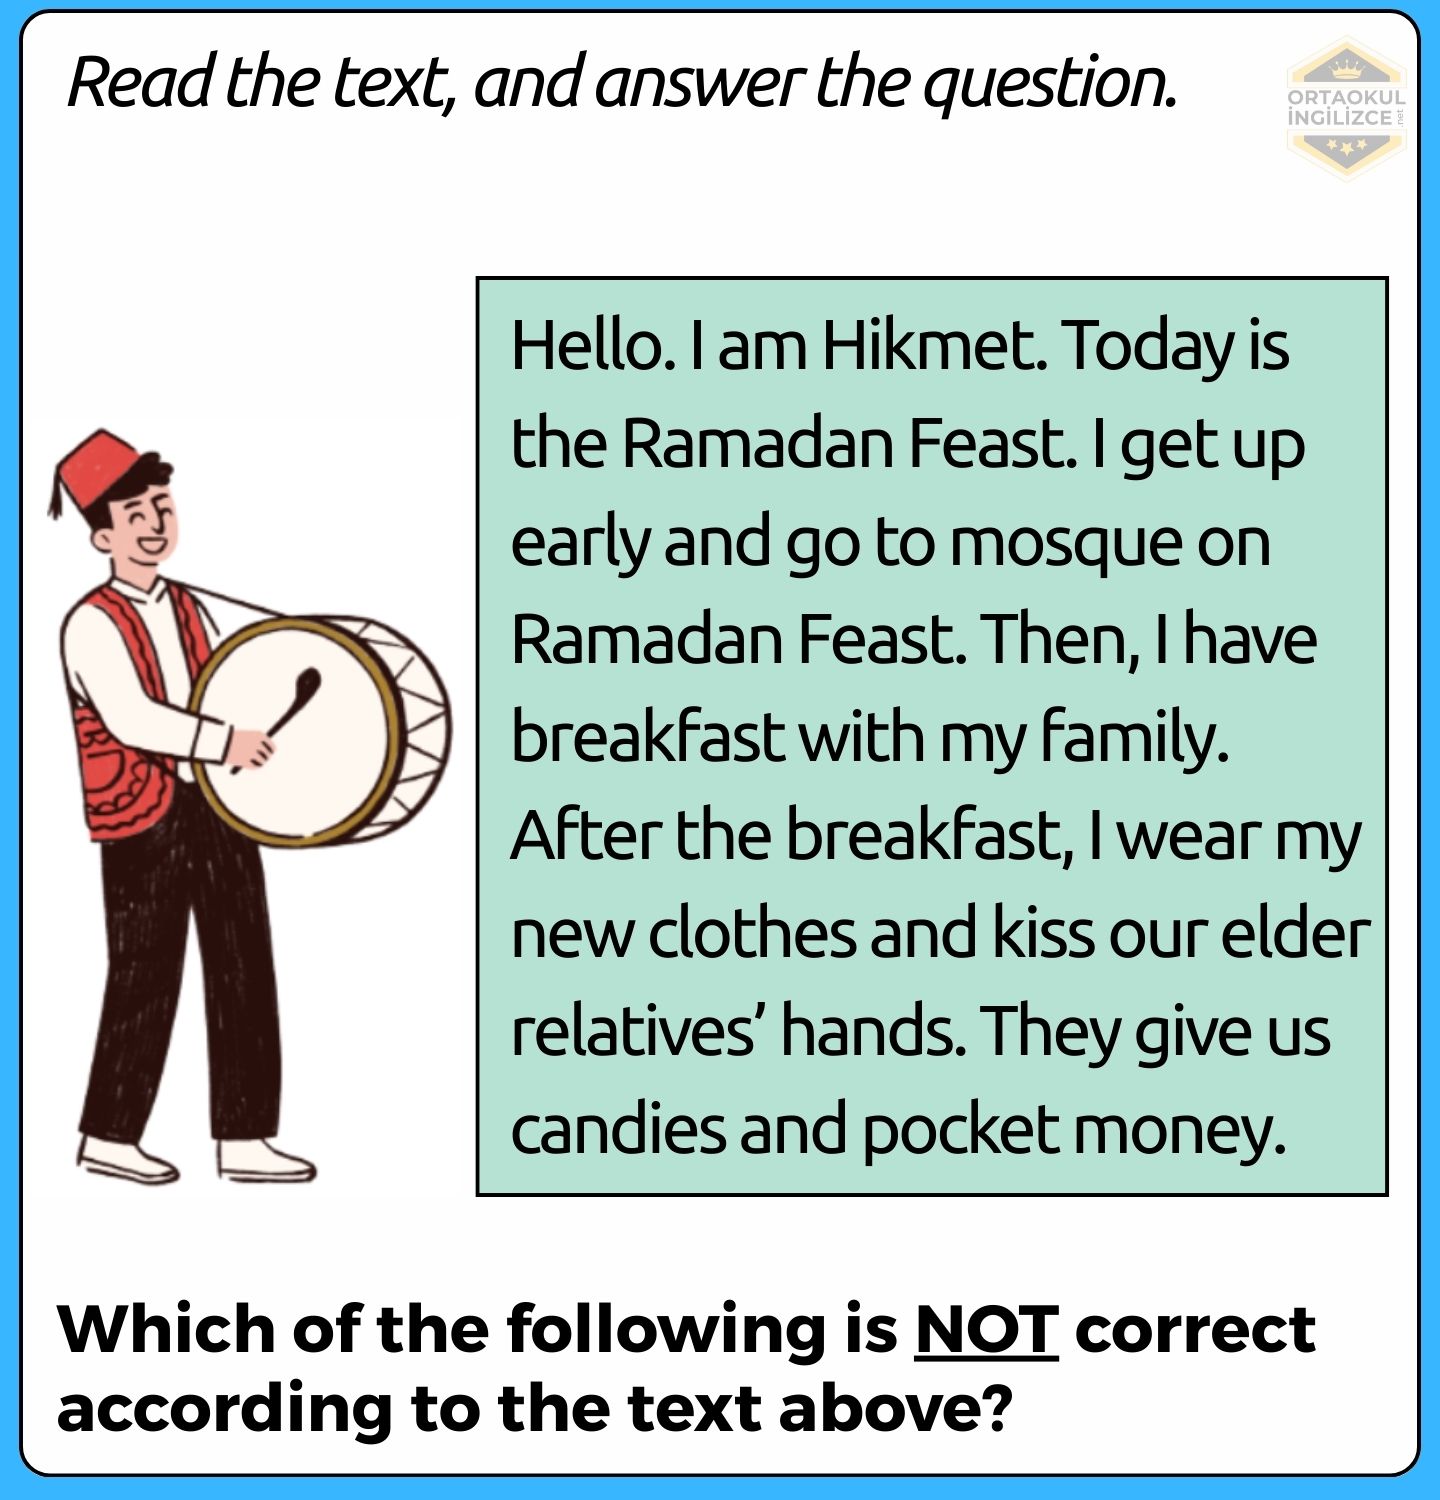 Read the text, and answer the question.
ORTAOKUL
İNGİLİZCE
.net
Hello. I am Hikmet. Today is
the Ramadan Feast. I get up
early and go to mosque on
Ramadan Feast. Then, I have
breakfast with my family.
After the breakfast, I wear my
new clothes and kiss our elder
relatives’ hands. They give us
candies and pocket money.
Which of the following is NOT correct
according to the text above?